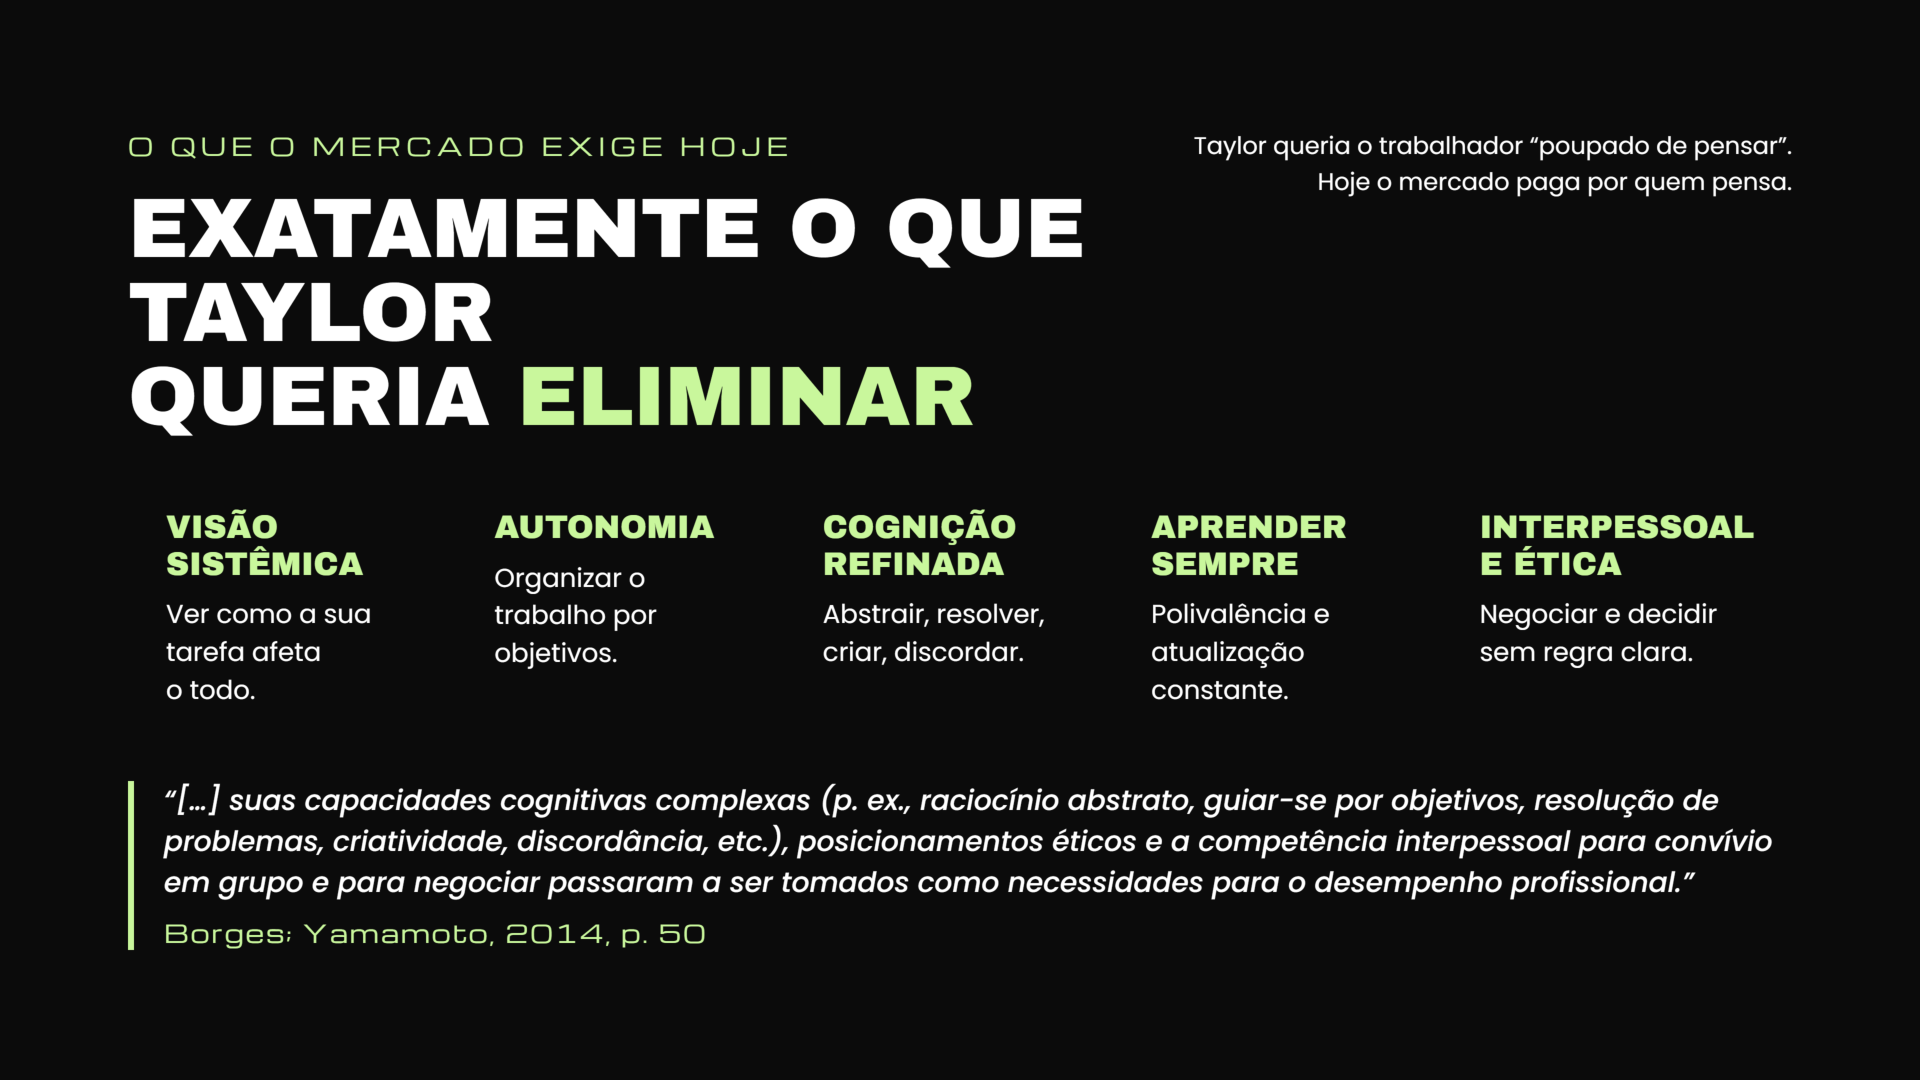 O QUE O MERCADO EXIGE HOJE
EXATAMENTE O QUE
TAYLOR
QUERIA ELIMINAR
Taylor queria o trabalhador “poupado de pensar”.
Hoje o mercado paga por quem pensa.
VISÃO
SISTÊMICA
Ver como a sua
tarefa afeta
o todo.
AUTONOMIA
Organizar o
trabalho por
objetivos.
COGNIÇÃO
REFINADA
Abstrair, resolver,
criar, discordar.
APRENDER
SEMPRE
Polivalência e
atualização
constante.
INTERPESSOAL
E ÉTICA
Negociar e decidir
sem regra clara.
“[…] suas capacidades cognitivas complexas (p. ex., raciocínio abstrato, guiar-se por objetivos, resolução de
problemas, criatividade, discordância, etc.), posicionamentos éticos e a competência interpessoal para convívio
em grupo e para negociar passaram a ser tomados como necessidades para o desempenho profissional.”
Borges; Yamamoto, 2014, p. 50